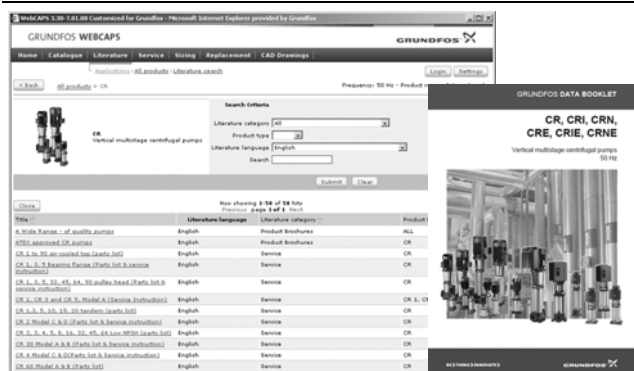 WebCAPS 3.30-7.01.00 Customized for Grundfos - Microsoft Internet Explorer provided by Grundfos
GRUNDFOS WEBCAPS
GRUNDFOS
Home Catalogue Literature Service Sizing Replacement CAD Drawings
Applications › All products › Literature search
Login Settings
< Back All products > CR
Frequency: 50 Hz - Product
Search Criteria
CR
Vertical multistage centrifugal pumps
Literature category All
Product type
Literature language English
Search
Submit Clear
Close
Now showing 1-50 of 50 hits
Previous page 1 of 1 Next
Title Literature language Literature category Product
A Wide Range - of quality pumps English Product Brochures ALL
ATEX approved CR pumps English Product Brochures CR
CR 1 to 90 air-cooled top (parts list) English Service CR
CR 1, 3, 5 Bearing flange (Parts list & service instruction) English Service CR
CR 1, 3, 5, 32, 45, 64, 90 pulley head (Parts list & service instruction) English Service CR
CR 1, CR 3 and CR 5, Model A (Service Instruction) English Service CR 1, CR
CR 1,3, 5, 10, 15, 20 tandem (parts list) English Service CR
CR 2 Model C & D (Parts list & Service instruction) English Service CR
CR 2, 3, 4, 5, 8, 16, 32, 45, 64 Low NPSH (parts list) English Service CR
CR 30 Model A & B (Parts list & Service instruction) English Service CR
CR 4 Model C & D(Parts list & Service instruction) English Service CR
CR 60 Model A & B (Parts list) English Service CR
GRUNDFOS DATA BOOKLET
CR, CRI, CRN,
CRE, CRIE, CRNE
Vertical multistage centrifugal pumps
50 Hz
BE>THINK>INNOVATE>
GRUNDFOS